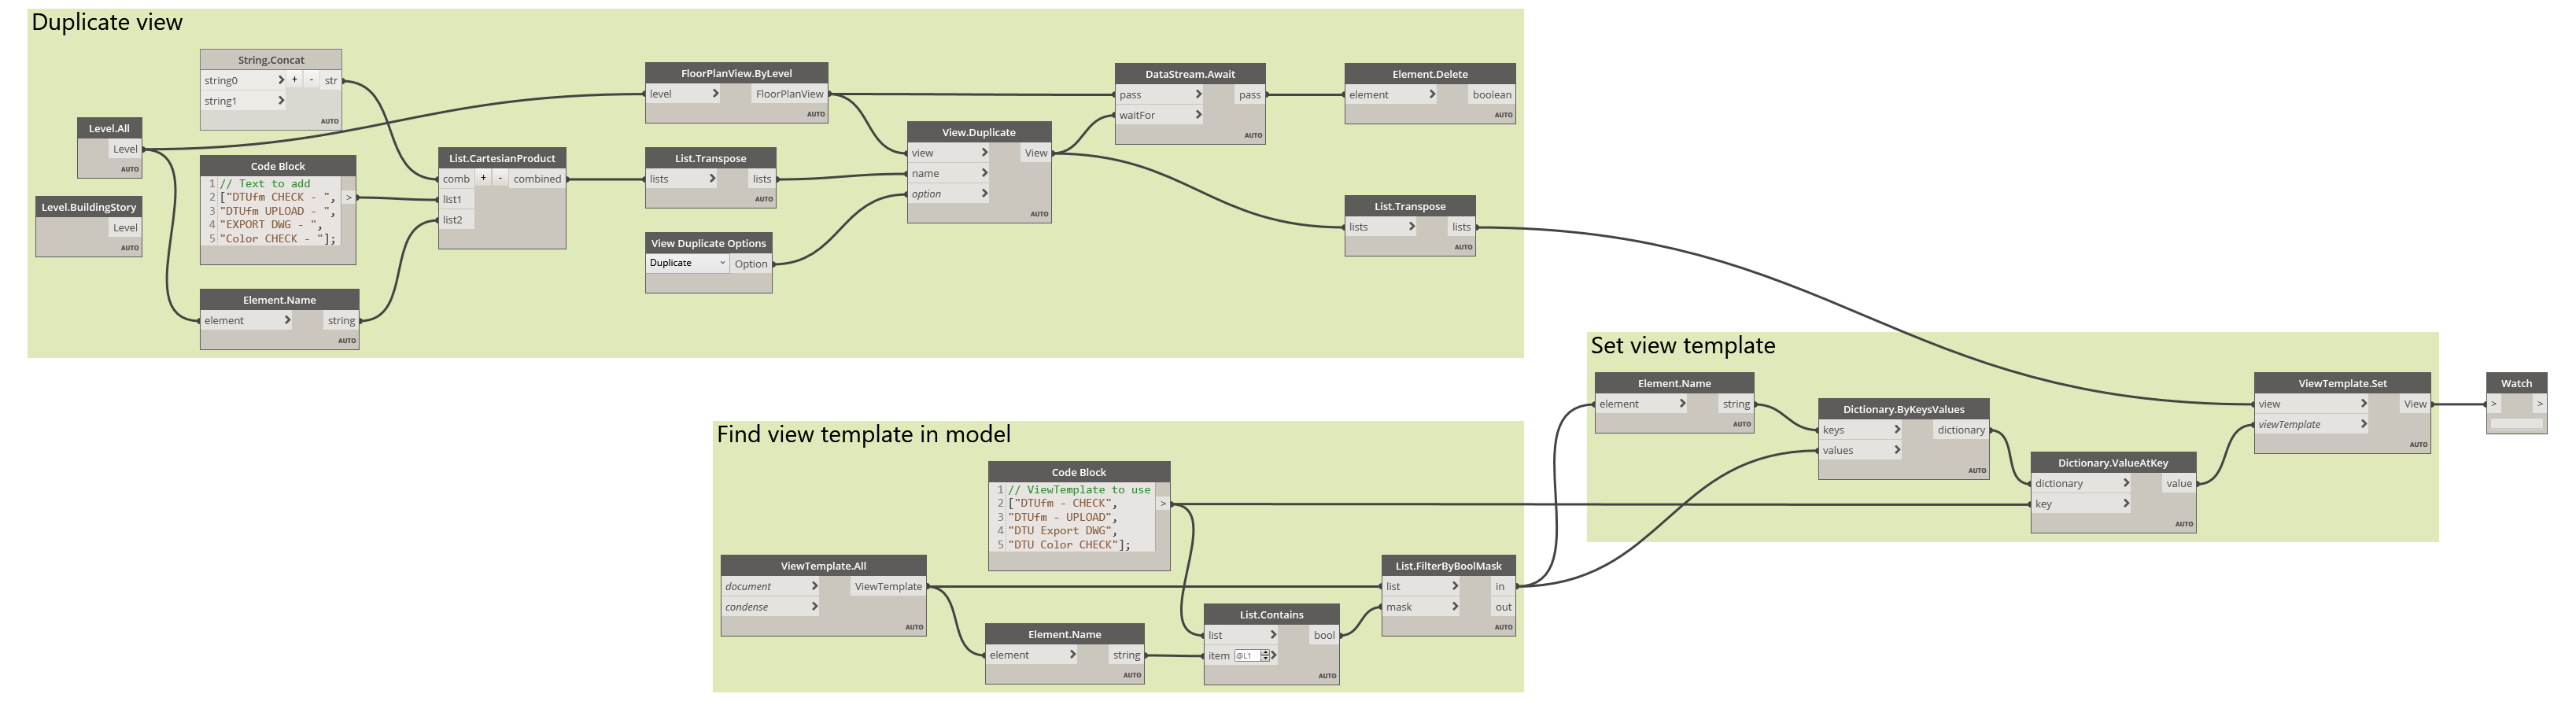 Duplicate view
String.Concat
string0 > + - str
string1 >
AUTO
Level.All
Level
AUTO
Level.BuildingStory
Level
AUTO
Code Block
1 // Text to add
2 ["DTUfm CHECK - ", >
3 "DTUfm UPLOAD - ",
4 "EXPORT DWG - ",
5 "Color CHECK - "];
Element.Name
element > string
AUTO
List.CartesianProduct
comb + - combined
list1
list2
FloorPlanView.ByLevel
level > FloorPlanView
AUTO
List.Transpose
lists > lists
AUTO
View Duplicate Options
Duplicate Option
View.Duplicate
view > View
name >
option >
AUTO
DataStream.Await
pass > pass
waitFor >
AUTO
Element.Delete
element > boolean
AUTO
List.Transpose
lists > lists
AUTO
Find view template in model
Code Block
1 // ViewTemplate to use
2 ["DTUfm - CHECK", >
3 "DTUfm - UPLOAD",
4 "DTU Export DWG",
5 "DTU Color CHECK"];
ViewTemplate.All
document > ViewTemplate
condense >
AUTO
Element.Name
element > string
AUTO
List.Contains
list > bool
item @L1 >
AUTO
List.FilterByBoolMask
list > in
mask > out
AUTO
Set view template
Element.Name
element > string
AUTO
Dictionary.ByKeysValues
keys > dictionary
values >
AUTO
Dictionary.ValueAtKey
dictionary > value
key >
AUTO
ViewTemplate.Set
view > View
viewTemplate >
AUTO
Watch
> >